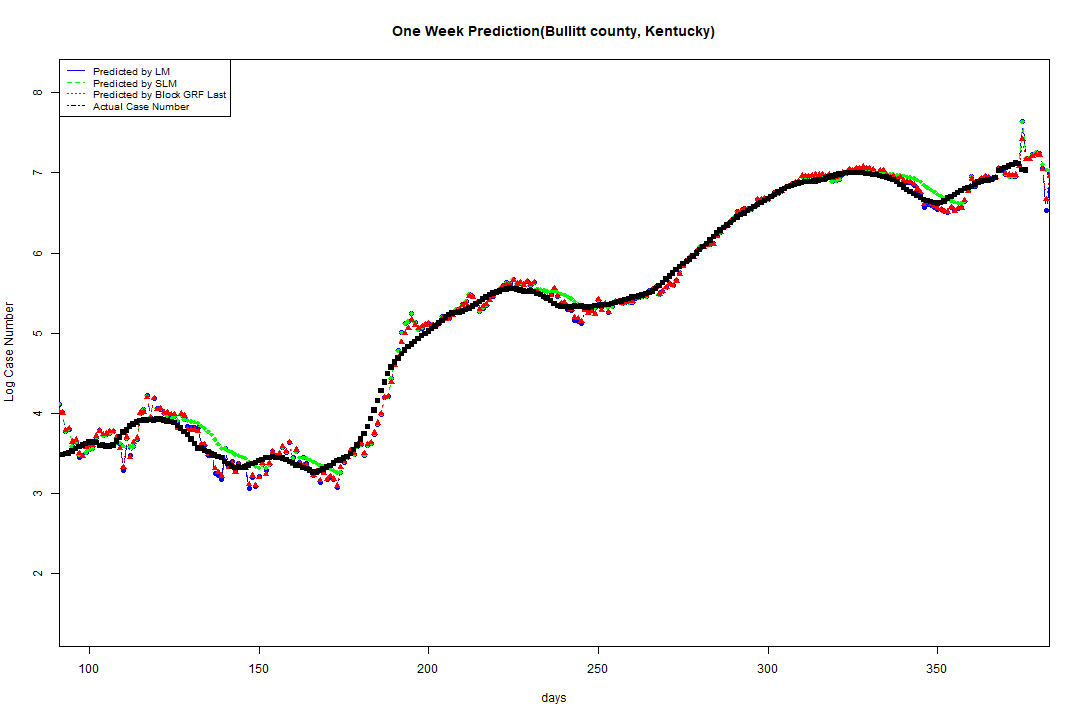 One Week Prediction(Bullitt county, Kentucky)
Predicted by LM
Predicted by SLM
Predicted by Block GRF Last
Actual Case Number
8
7
6
5
4
3
2
Log Case Number
100 150 200 250 300 350
days